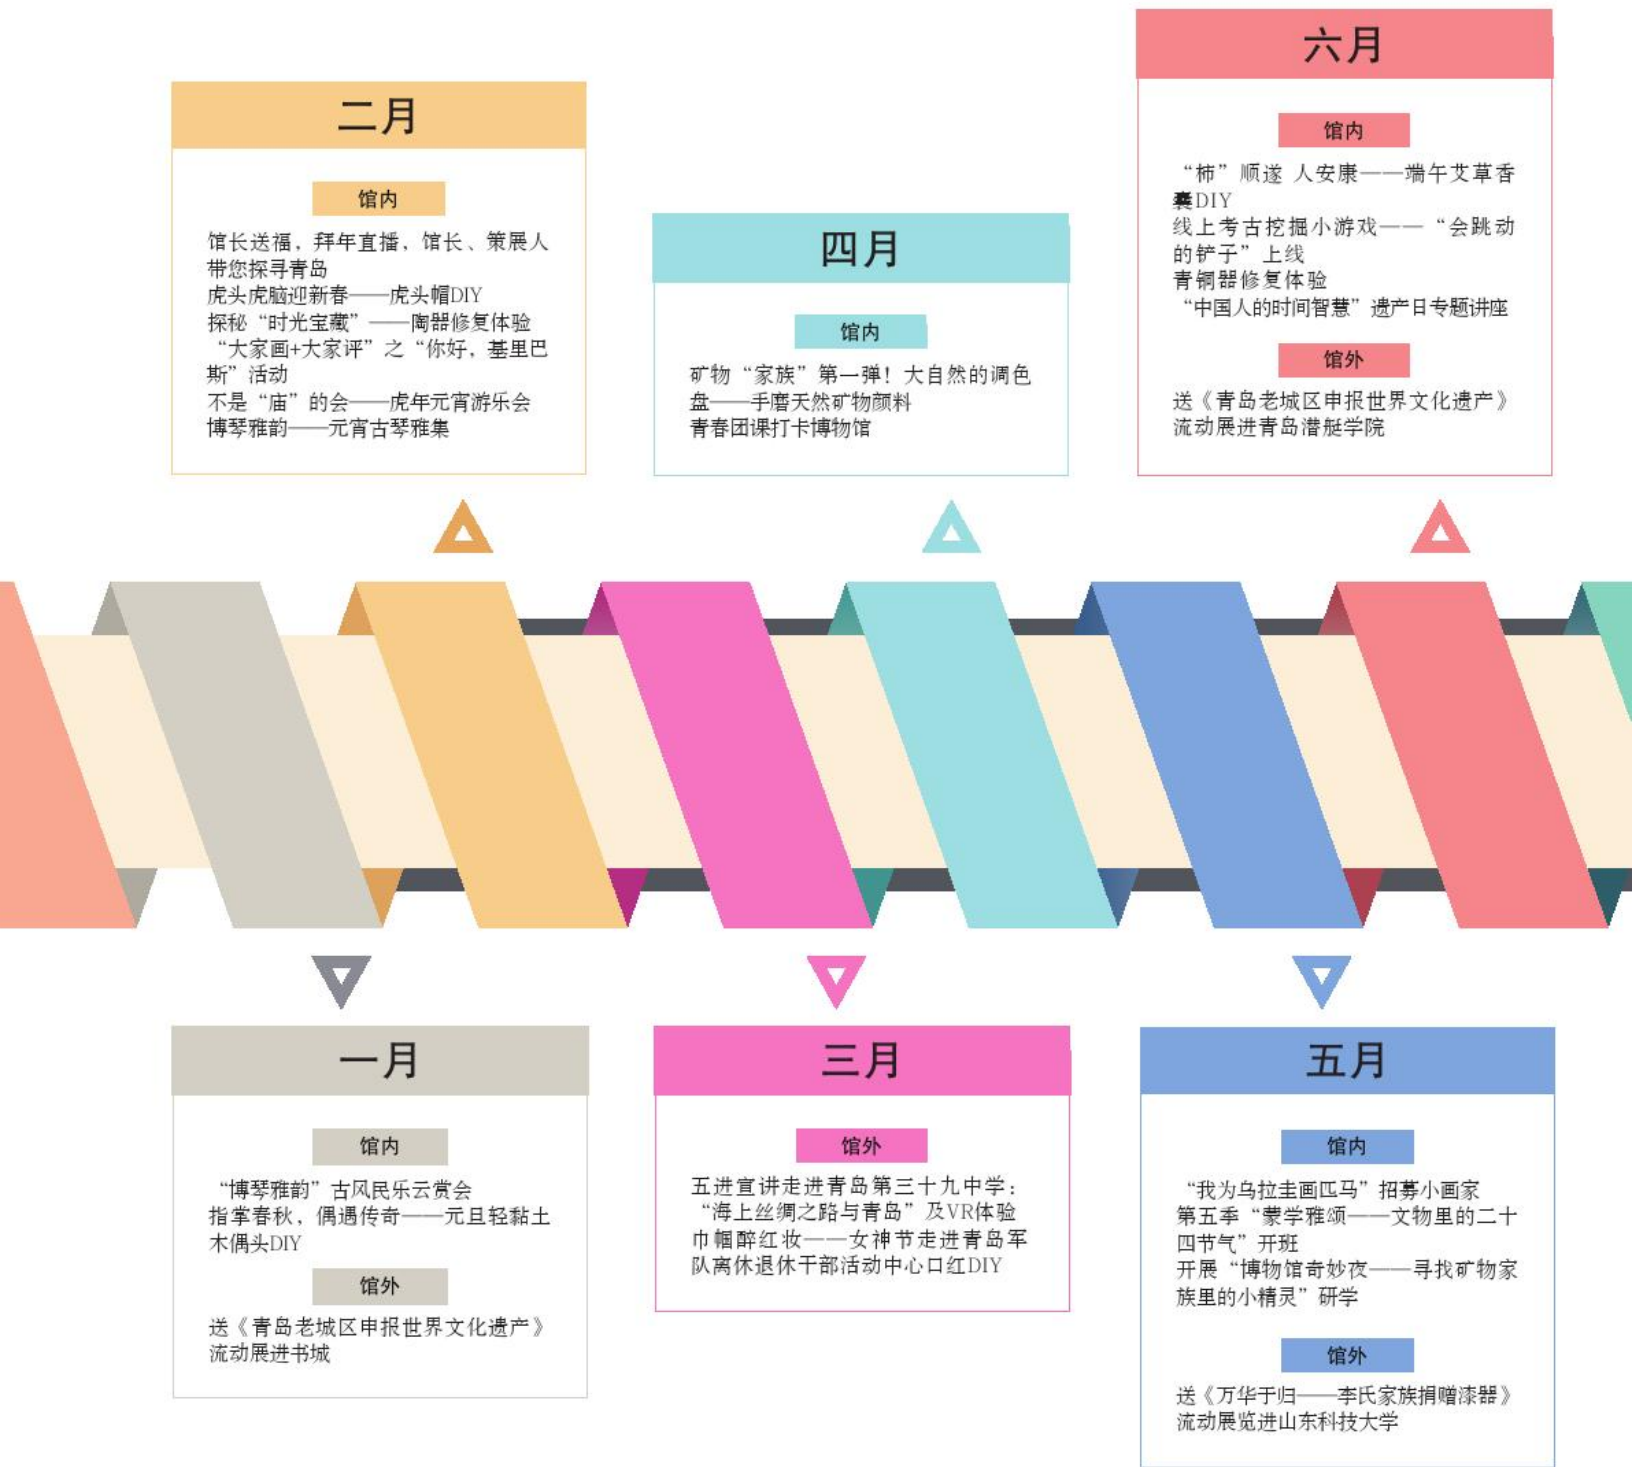 二月
馆内
馆长送福，拜年直播，馆长、策展人
带您探寻青岛
虎头虎脑迎新春——虎头帽DIY
探秘“时光宝藏”——陶器修复体验
“大家画+大家评”之“你好，基里巴
斯”活动
不是“庙”的会——虎年元宵游乐会
博琴雅韵——元宵古琴雅集
四月
馆内
矿物“家族”第一弹！大自然的调色
盘——手磨天然矿物颜料
青春团课打卡博物馆
六月
馆内
“柿”顺遂 人安康——端午艾草香
囊DIY
线上考古挖掘小游戏——“会跳动
的铲子”上线
青铜器修复体验
“中国人的时间智慧”遗产日专题讲座
馆外
送《青岛老城区申报世界文化遗产》
流动展进青岛潜艇学院
一月
馆内
“博琴雅韵”古风民乐云赏会
指掌春秋，偶遇传奇——元旦轻黏土
木偶头DIY
馆外
送《青岛老城区申报世界文化遗产》
流动展进书城
三月
馆外
五进宣讲走进青岛第三十九中学：
“海上丝绸之路与青岛”及VR体验
巾帼醉红妆——女神节走进青岛军
队离休退休干部活动中心口红DIY
五月
馆内
“我为乌拉圭画匹马”招募小画家
第五季“蒙学雅颂——文物里的二十
四节气”开班
开展“博物馆奇妙夜——寻找矿物家
族里的小精灵”研学
馆外
送《万华于归——李氏家族捐赠漆器》
流动展览进山东科技大学